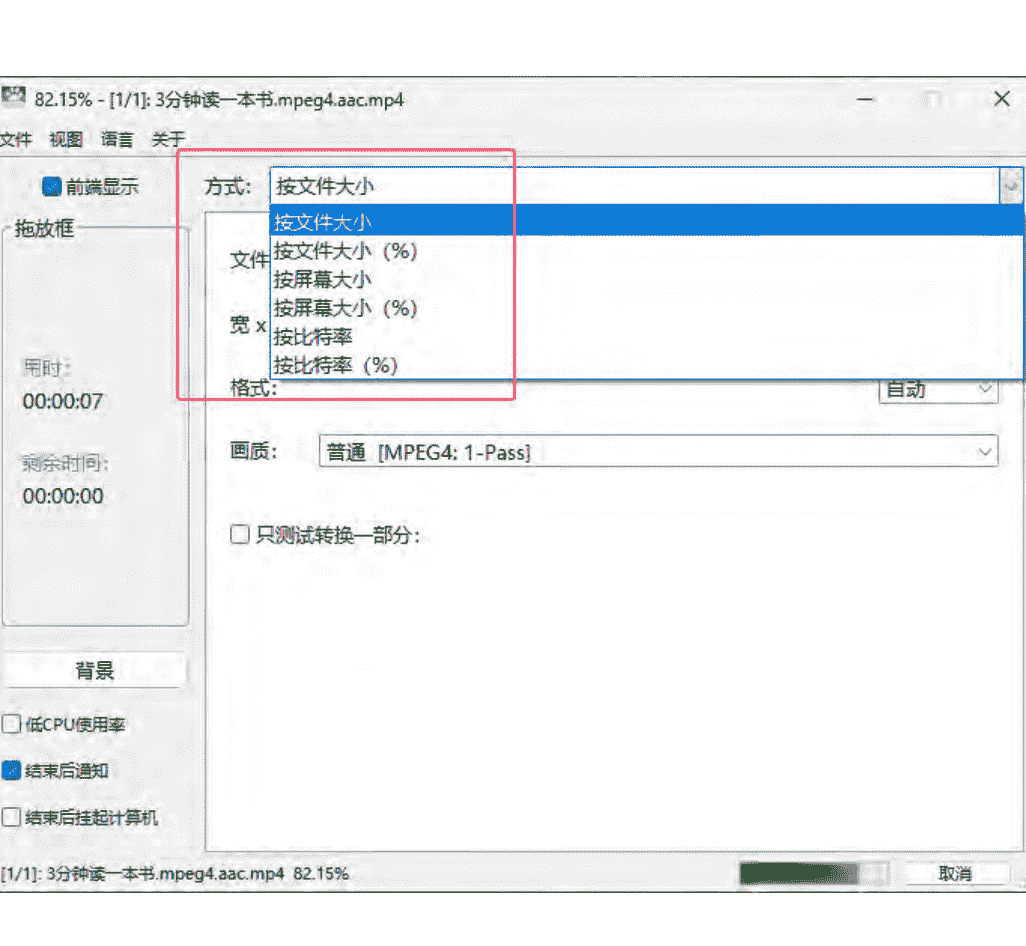 82.15% - [1/1]: 3分钟读一本书.mpeg4.aac.mp4
文件 视图 语言 关于
前端显示
方式:
按文件大小
拖放框
按文件大小
文件
按文件大小（%）
按屏幕大小
按屏幕大小（%）
宽 x
按比特率
按比特率（%）
格式:
自动
用时:
00:00:07
画质:
普通 [MPEG4: 1-Pass]
剩余时间:
00:00:00
只测试转换一部分:
背景
低CPU使用率
结束后通知
结束后挂起计算机
[1/1]: 3分钟读一本书.mpeg4.aac.mp4 82.15%
取消